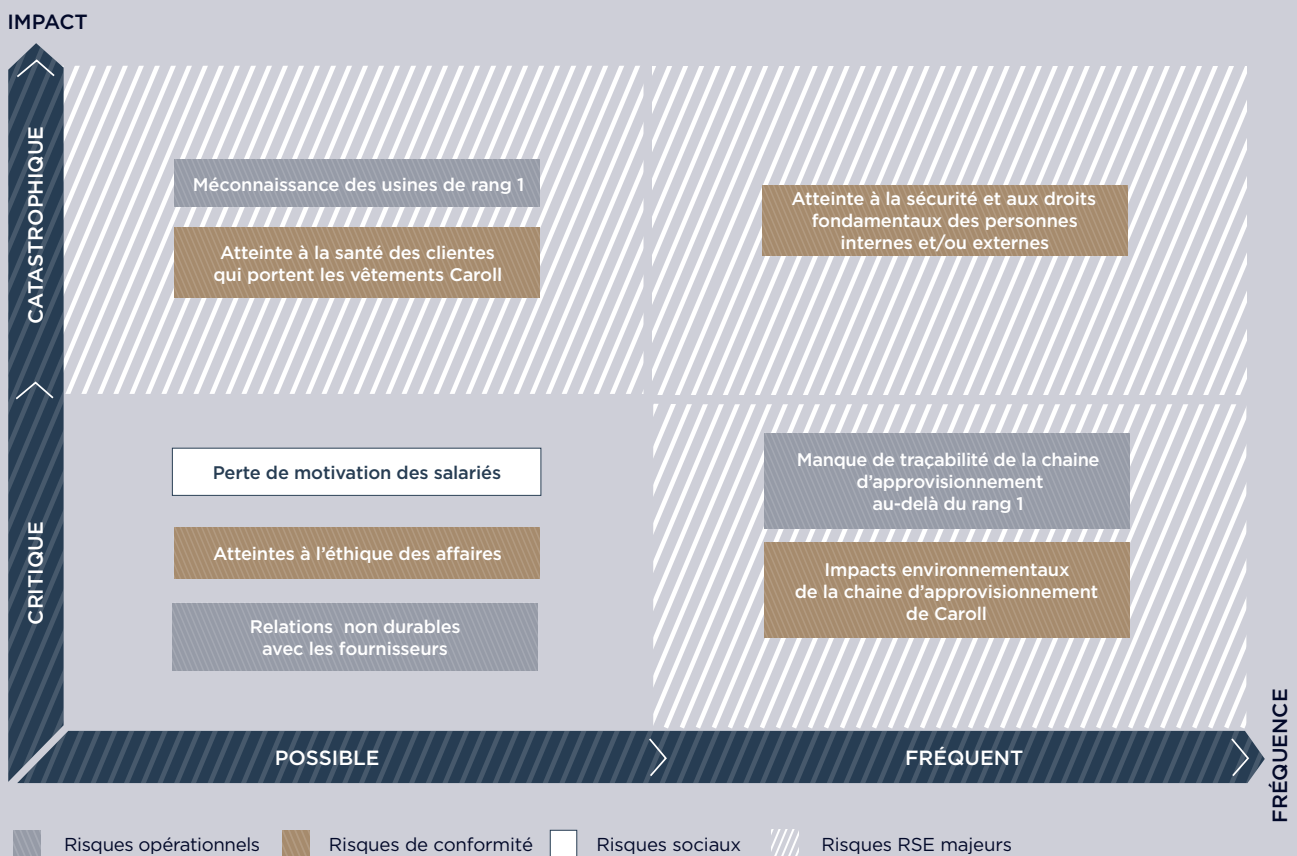 IMPACT
CATASTROPHIQUE
Méconnaissance des usines de rang 1
Atteinte à la santé des clientes
qui portent les vêtements Caroll
Atteinte à la sécurité et aux droits
fondamentaux des personnes
internes et/ou externes
CRITIQUE
Perte de motivation des salariés
Atteintes à l'éthique des affaires
Relations non durables
avec les fournisseurs
Manque de traçabilité de la chaine
d'approvisionnement
au-delà du rang 1
Impacts environnementaux
de la chaine d'approvisionnement
de Caroll
POSSIBLE
FRÉQUENT
FRÉQUENCE
Risques opérationnels
Risques de conformité
Risques sociaux
Risques RSE majeurs